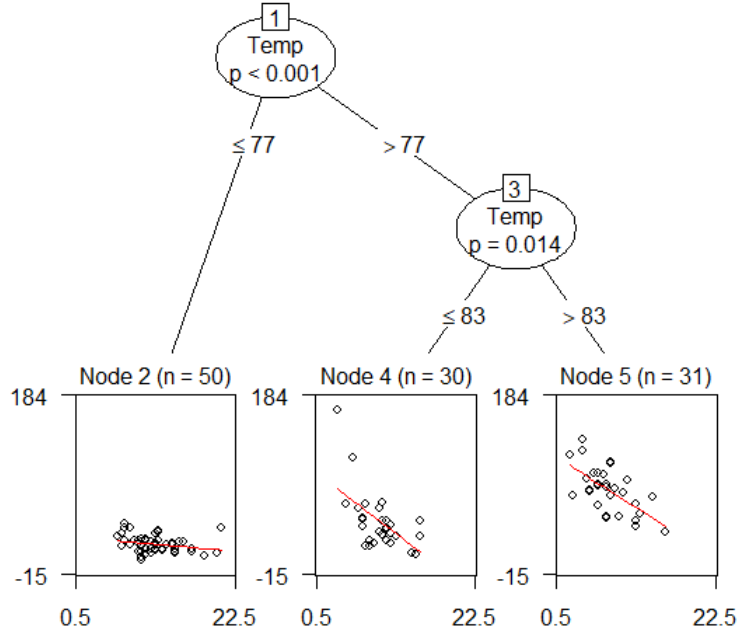 1
Temp
p < 0.001
≤ 77
> 77
3
Temp
p = 0.014
≤ 83
> 83
Node 2 (n = 50)
184
-15
0.5
22.5
Node 4 (n = 30)
184
-15
0.5
22.5
Node 5 (n = 31)
184
-15
0.5
22.5